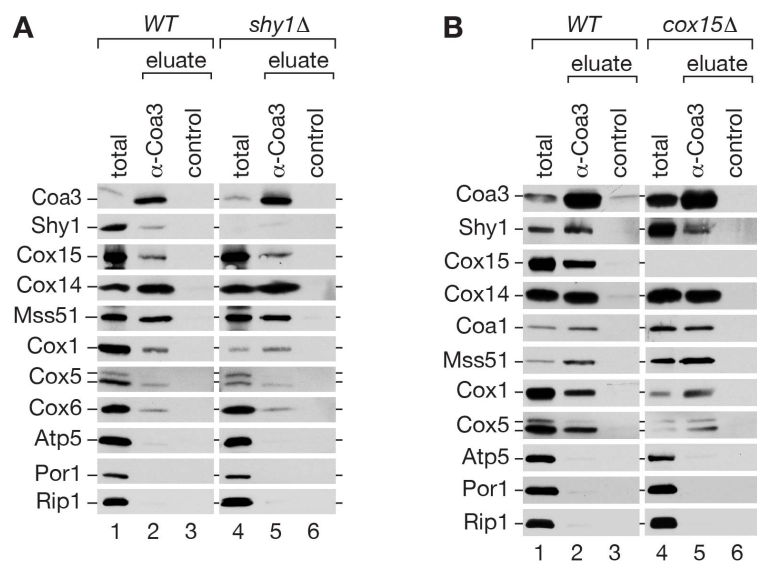 A
WT shy1Δ
eluate eluate
total α-Coa3 control total α-Coa3 control
Coa3
Shy1
Cox15
Cox14
Mss51
Cox1
Cox5
Cox6
Atp5
Por1
Rip1
1 2 3 4 5 6
B
WT cox15Δ
eluate eluate
total α-Coa3 control total α-Coa3 control
Coa3
Shy1
Cox15
Cox14
Coa1
Mss51
Cox1
Cox5
Atp5
Por1
Rip1
1 2 3 4 5 6